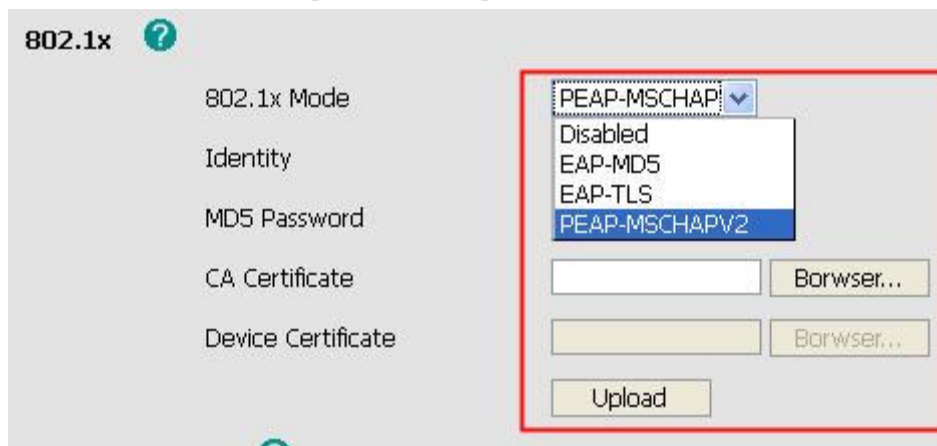 802.1x ?
802.1x Mode PEAP-MSCHAP
Disabled
Identity EAP-MD5
EAP-TLS
MD5 Password PEAP-MSCHAPV2
CA Certificate Borwser...
Device Certificate Borwser...
Upload